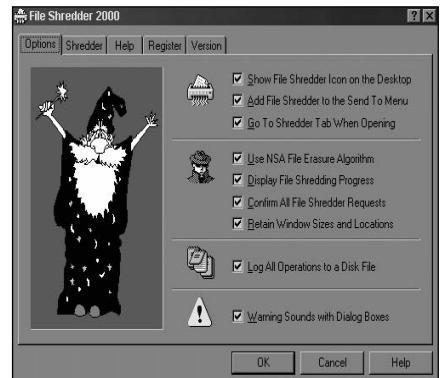 File Shredder 2000
Options Shredder Help Register Version
Show File Shredder Icon on the Desktop
Add File Shredder to the Send To Menu
Go To Shredder Tab When Opening
Use NSA File Erasure Algorithm
Display File Shredding Progress
Confirm All File Shredder Requests
Retain Window Sizes and Locations
Log All Operations to a Disk File
Warning Sounds with Dialog Boxes
OK Cancel Help